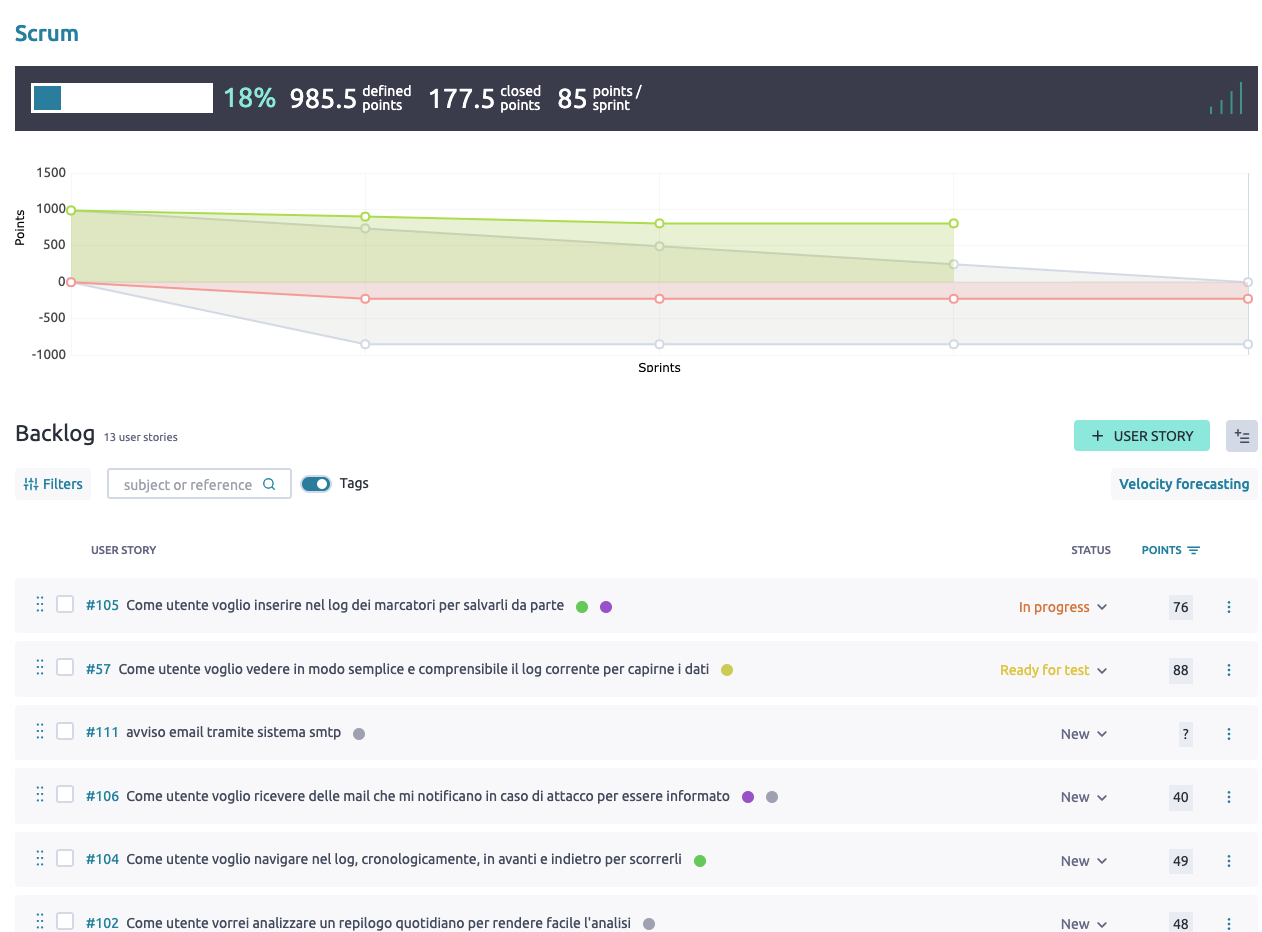 Scrum
18% 985.5 defined points 177.5 closed points 85 points / sprint
1500
1000
500
0
-500
-1000
Points
Sprints
Backlog 13 user stories
+ USER STORY
Filters subject or reference Tags Velocity forecasting
USER STORY STATUS POINTS
#105 Come utente voglio inserire nel log dei marcatori per salvarli da parte In progress 76
#57 Come utente voglio vedere in modo semplice e comprensibile il log corrente per capirne i dati Ready for test 88
#111 avviso email tramite sistema smtp New ?
#106 Come utente voglio ricevere delle mail che mi notificano in caso di attacco per essere informato New 40
#104 Come utente voglio navigare nel log, cronologicamente, in avanti e indietro per scorrerli New 49
#102 Come utente vorrei analizzare un repilogo quotidiano per rendere facile l'analisi New 48